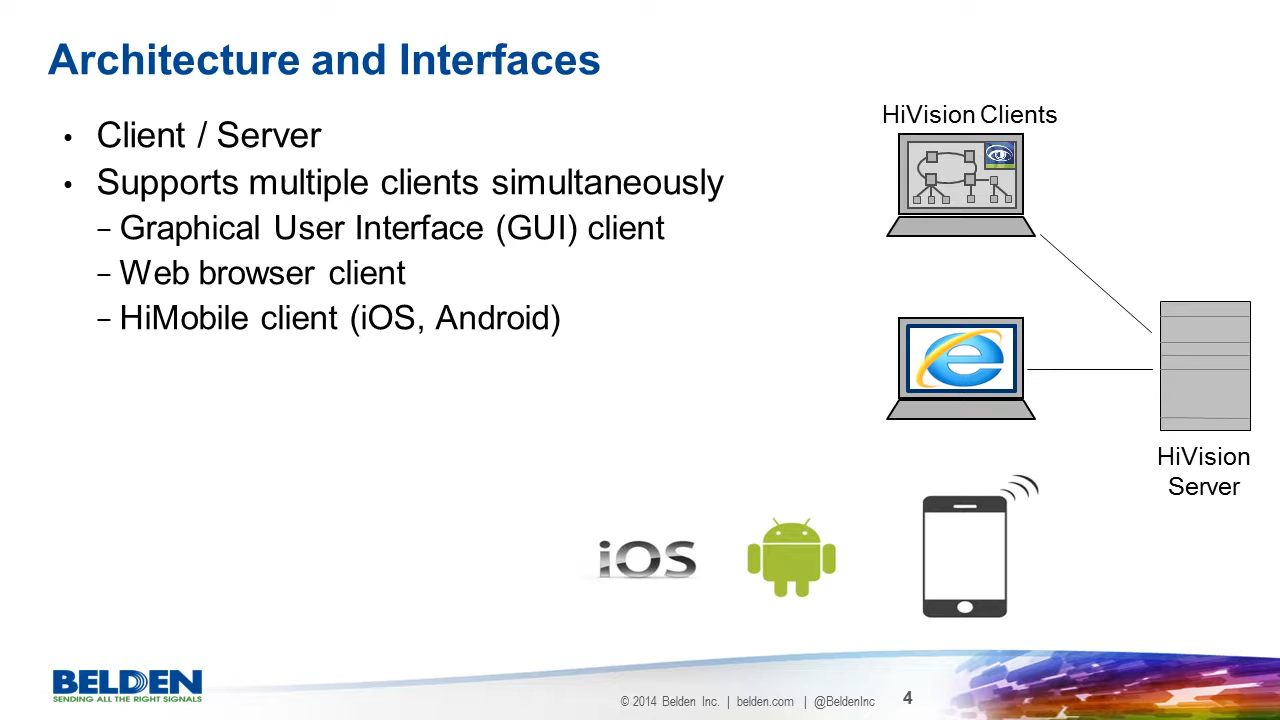 Architecture and Interfaces
• Client / Server
• Supports multiple clients simultaneously
– Graphical User Interface (GUI) client
– Web browser client
– HiMobile client (iOS, Android)
HiVision Clients
HiVision
Server
iOS
BELDEN
SENDING ALL THE RIGHT SIGNALS
© 2014 Belden Inc. | belden.com | @BeldenInc
4